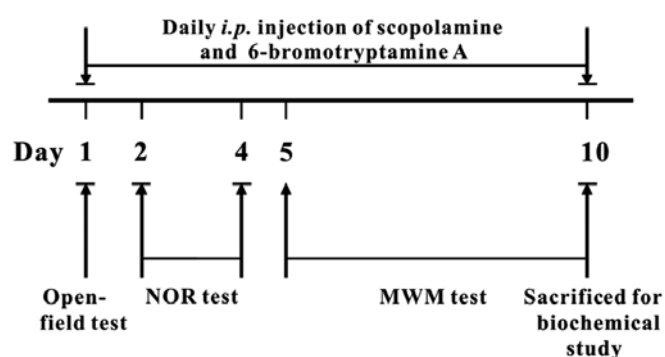 Daily i.p. injection of scopolamine
and 6-bromotryptamine A
Day 1 2 4 5 10
Open-
field test
NOR test
MWM test
Sacrificed for
biochemical
study